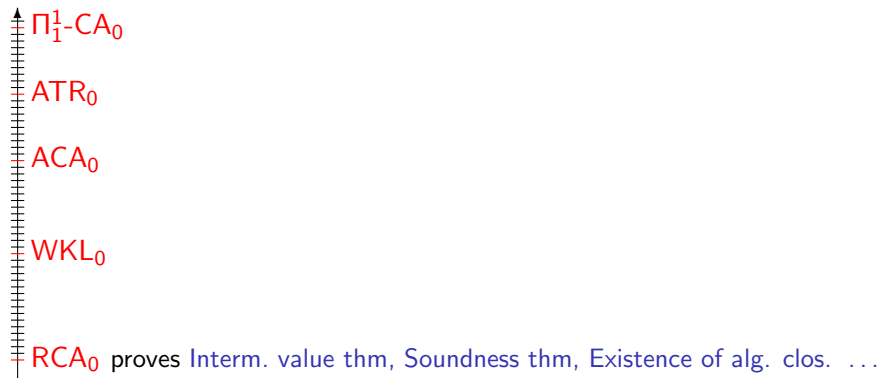 Π¹₁-CA₀
ATR₀
ACA₀
WKL₀
RCA₀ proves Interm. value thm, Soundness thm, Existence of alg. clos. ...